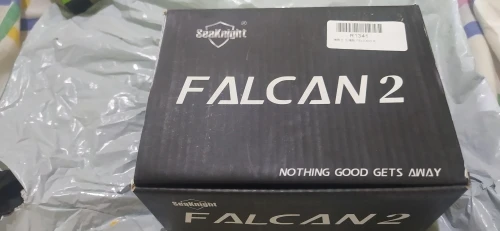 SeaKnight
FALCAN 2
NOTHING GOOD GETS AWAY
SeaKnight
FALCAN 2